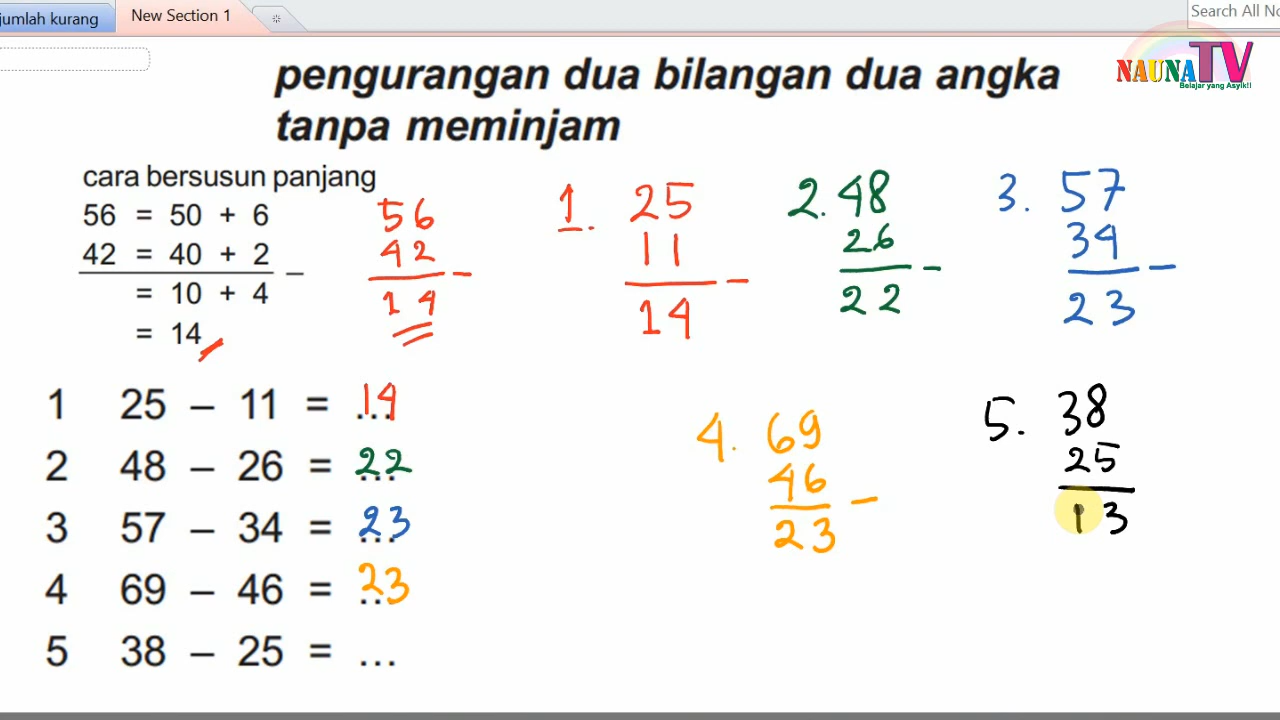 jumlah kurang
New Section 1
Search All No
NAUNA TV
Belajar yang Asyik!!
pengurangan dua bilangan dua angka
tanpa meminjam
cara bersusun panjang
56 = 50 + 6
42 = 40 + 2 –
= 10 + 4
= 14
56
42 –
14
1. 25
11 –
14
2. 48
26 –
22
3. 57
34 –
23
4. 69
46 –
23
5. 38
25
13
1 25 – 11 = ... 14
2 48 – 26 = ... 22
3 57 – 34 = ... 23
4 69 – 46 = ... 23
5 38 – 25 = ...